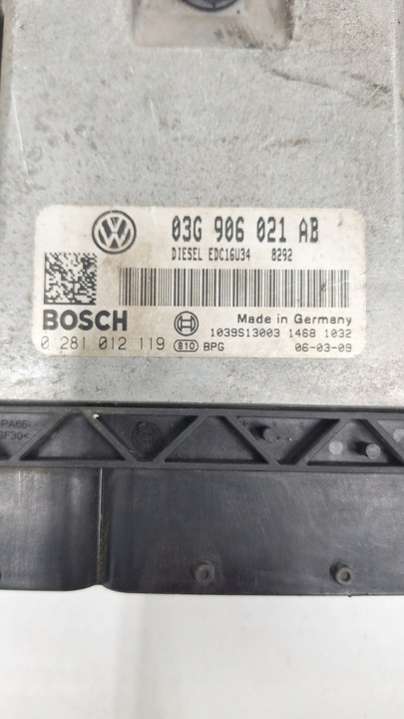 03G 906 021 AB
DIESEL EDC16U34 8292
Made in Germany
BOSCH
1039S13003 1468 1032
0 281 012 119 810 BPG 06-03-09